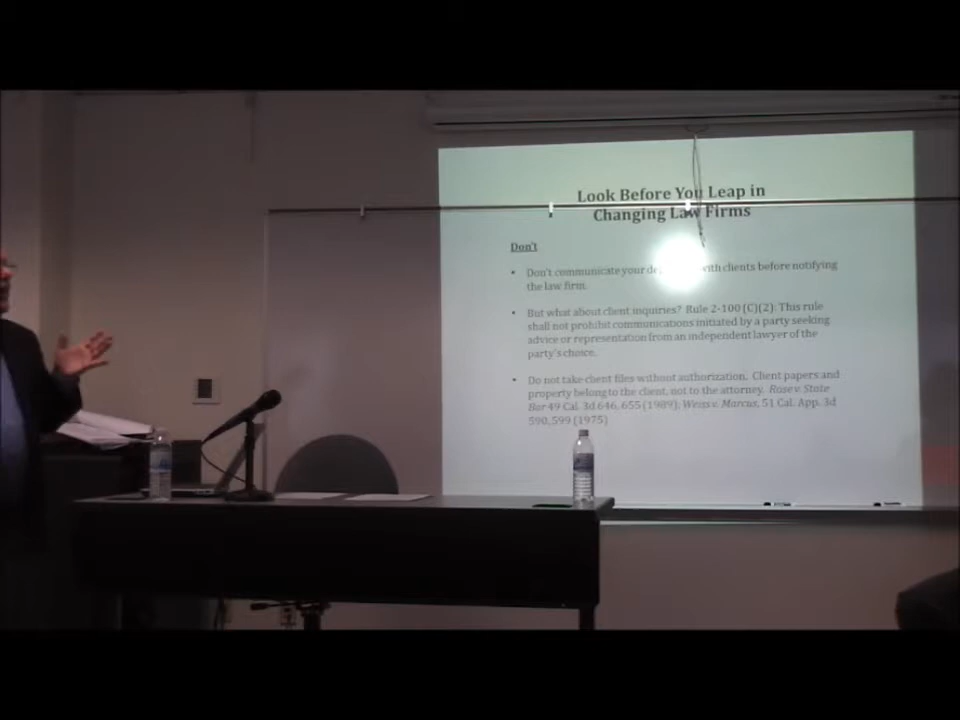 Look Before You Leap in
Changing Law Firms
Don't
• Don't communicate your with clients before notifying
the law firm.
• But what about client inquiries? Rule 2-100 (C)(2): This rule
shall not prohibit communications initiated by a party seeking
advice or representation from an independent lawyer of the
party's choice.
• Do not take client files without authorization. Client papers and
property belong to the client, not to the attorney. Rose v. State
Bar 49 Cal. 3d 646, 655 (1989); Weiss v. Marcus, 51 Cal. App. 3d
590, 599 (1975)